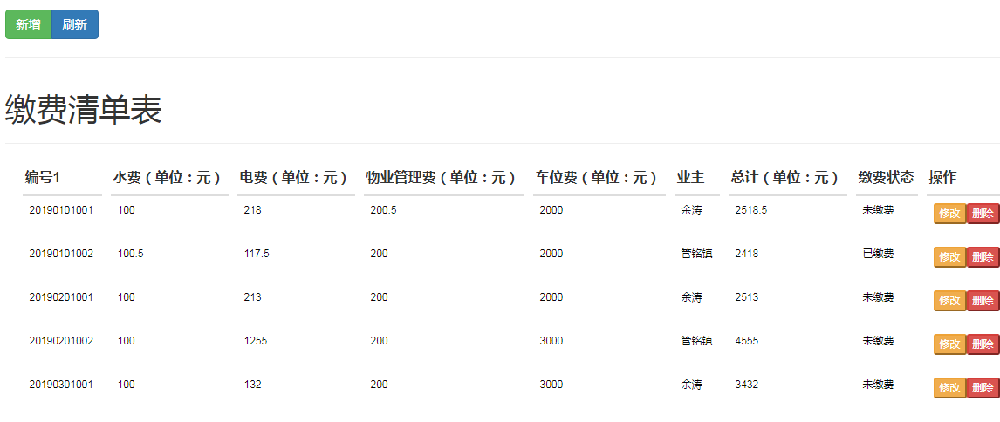 新增 刷新
缴费清单表
编号1 水费（单位：元） 电费（单位：元） 物业管理费（单位：元） 车位费（单位：元） 业主 总计（单位：元） 缴费状态 操作
20190101001 100 218 200.5 2000 余涛 2518.5 未缴费 修改 删除
20190101002 100.5 117.5 200 2000 管铭镇 2418 已缴费 修改 删除
20190201001 100 213 200 2000 余涛 2513 未缴费 修改 删除
20190201002 100 1255 200 3000 管铭镇 4555 未缴费 修改 删除
20190301001 100 132 200 3000 余涛 3432 未缴费 修改 删除